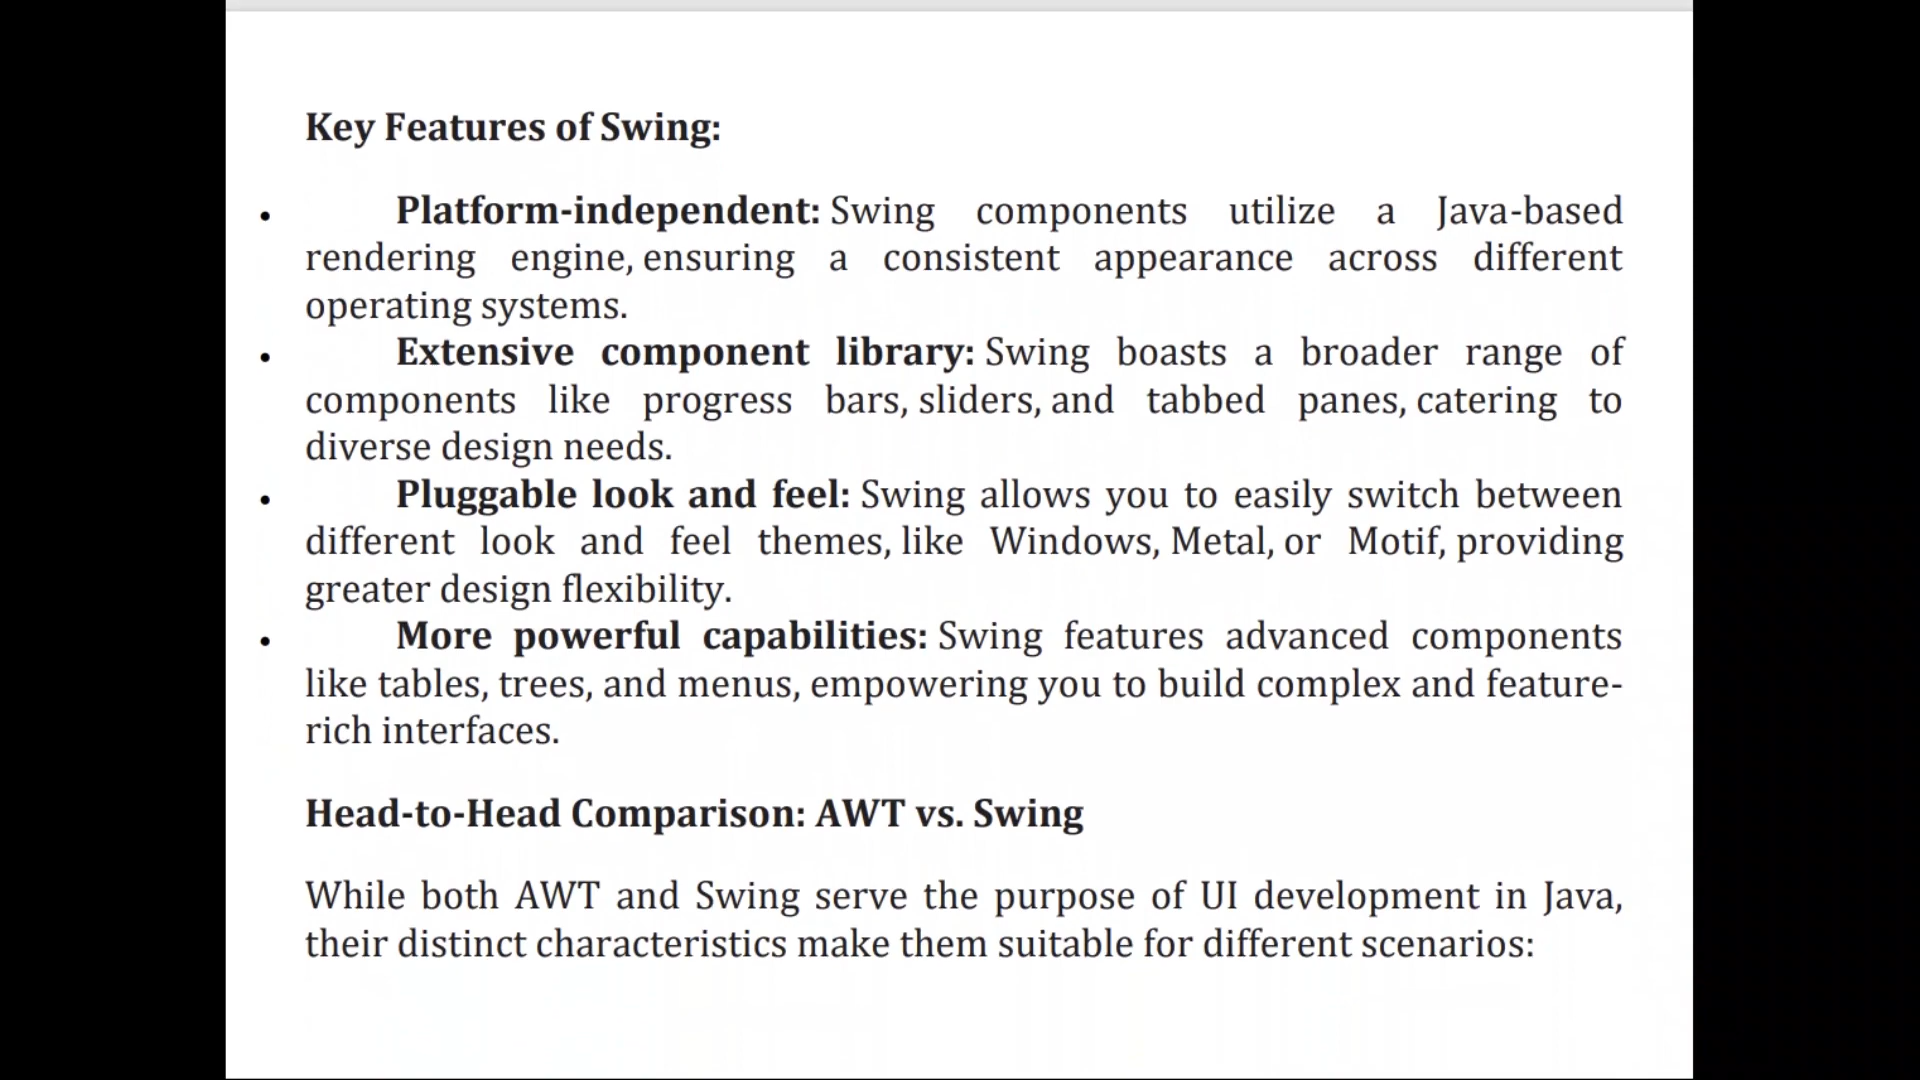 Key Features of Swing:
• Platform-independent: Swing components utilize a Java-based
rendering engine, ensuring a consistent appearance across different
operating systems.
• Extensive component library: Swing boasts a broader range of
components like progress bars, sliders, and tabbed panes, catering to
diverse design needs.
• Pluggable look and feel: Swing allows you to easily switch between
different look and feel themes, like Windows, Metal, or Motif, providing
greater design flexibility.
• More powerful capabilities: Swing features advanced components
like tables, trees, and menus, empowering you to build complex and feature-
rich interfaces.
Head-to-Head Comparison: AWT vs. Swing
While both AWT and Swing serve the purpose of UI development in Java,
their distinct characteristics make them suitable for different scenarios: